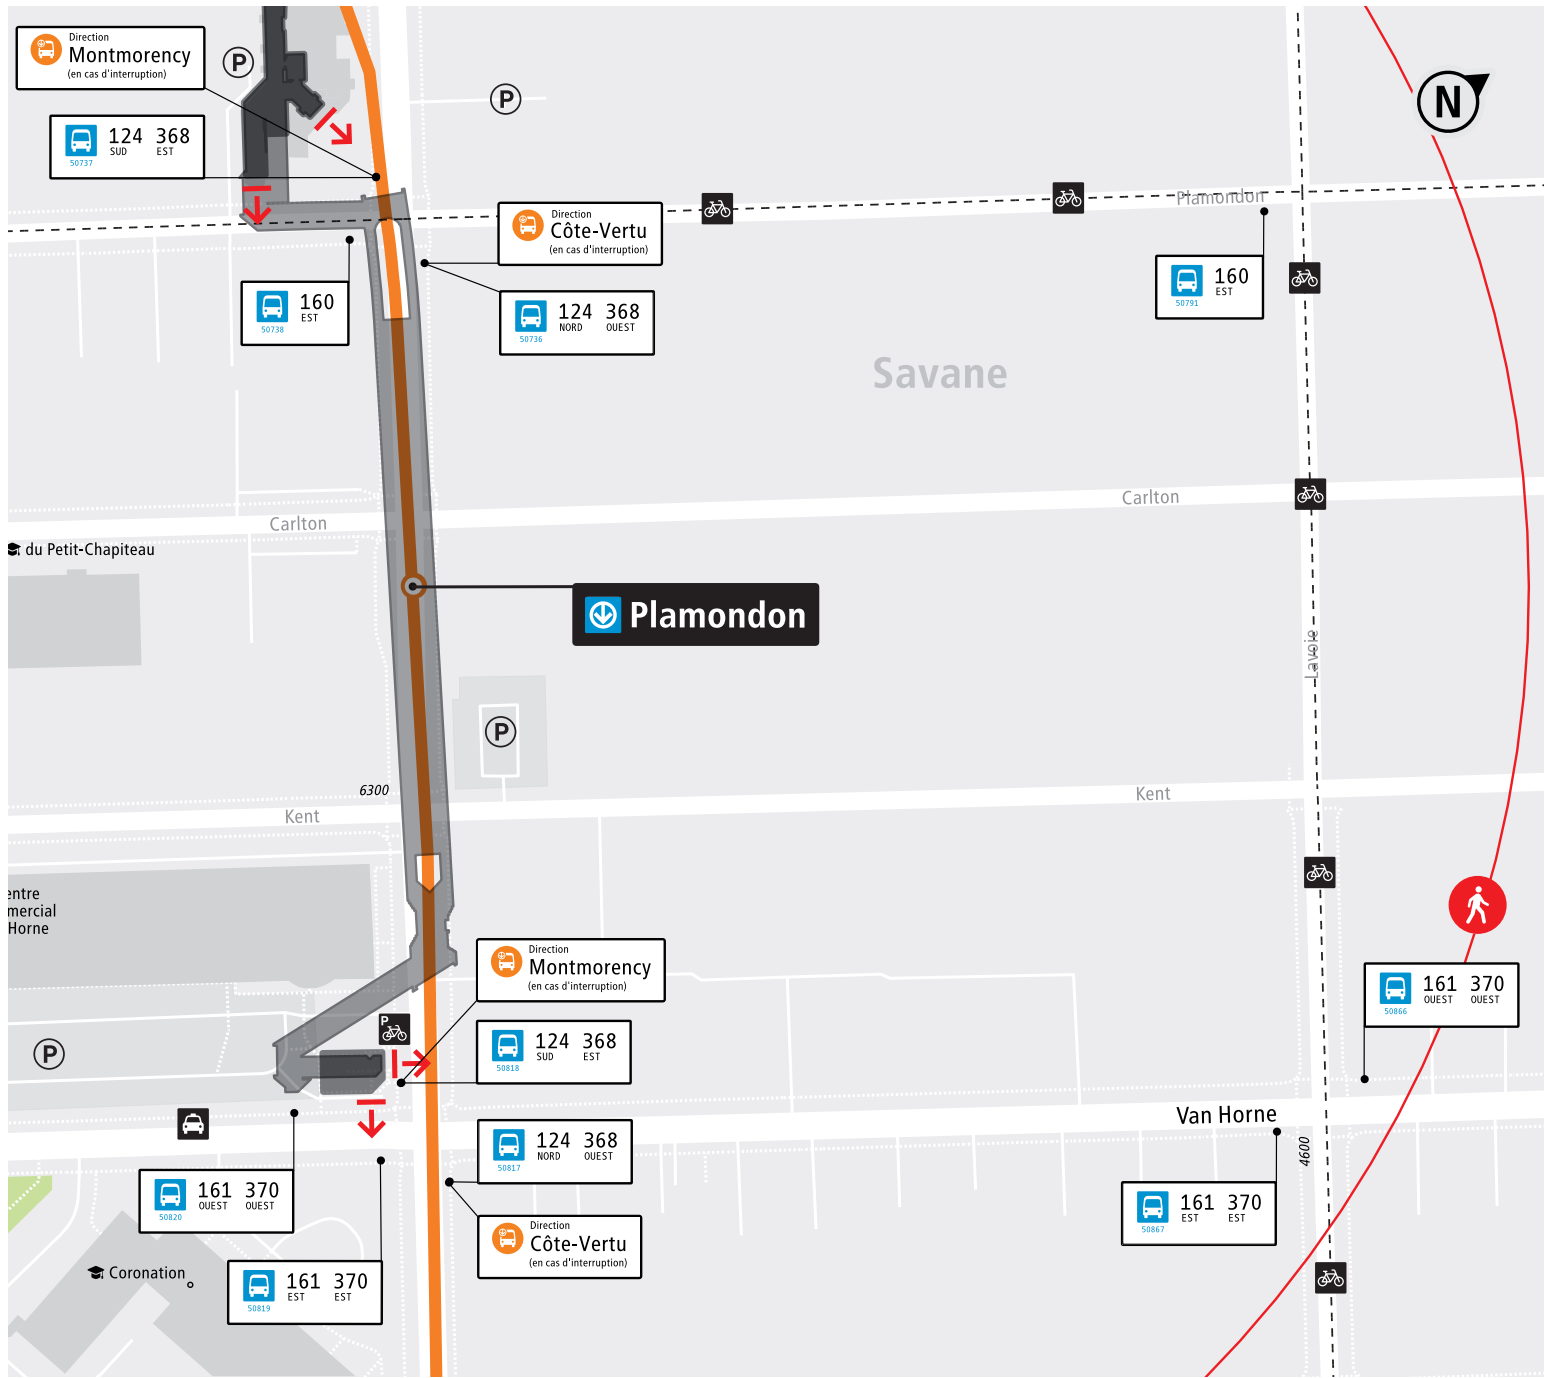 Direction
Montmorency
(en cas d'interruption)
P
P
N
124 368
SUD EST
50737
Plamondon
Direction
Côte-Vertu
(en cas d'interruption)
160
EST
50738
124 368
NORD OUEST
50736
160
EST
50791
Savane
Carlton
Carlton
du Petit-Chapiteau
Plamondon
Lavoie
P
6300
Kent
Kent
entre
mercial
Horne
Direction
Montmorency
(en cas d'interruption)
161 370
OUEST OUEST
50866
P
P
124 368
SUD EST
50818
Van Horne
4600
124 368
NORD OUEST
50817
161 370
OUEST OUEST
50820
161 370
EST EST
50867
Direction
Côte-Vertu
(en cas d'interruption)
Coronation
161 370
EST EST
50819